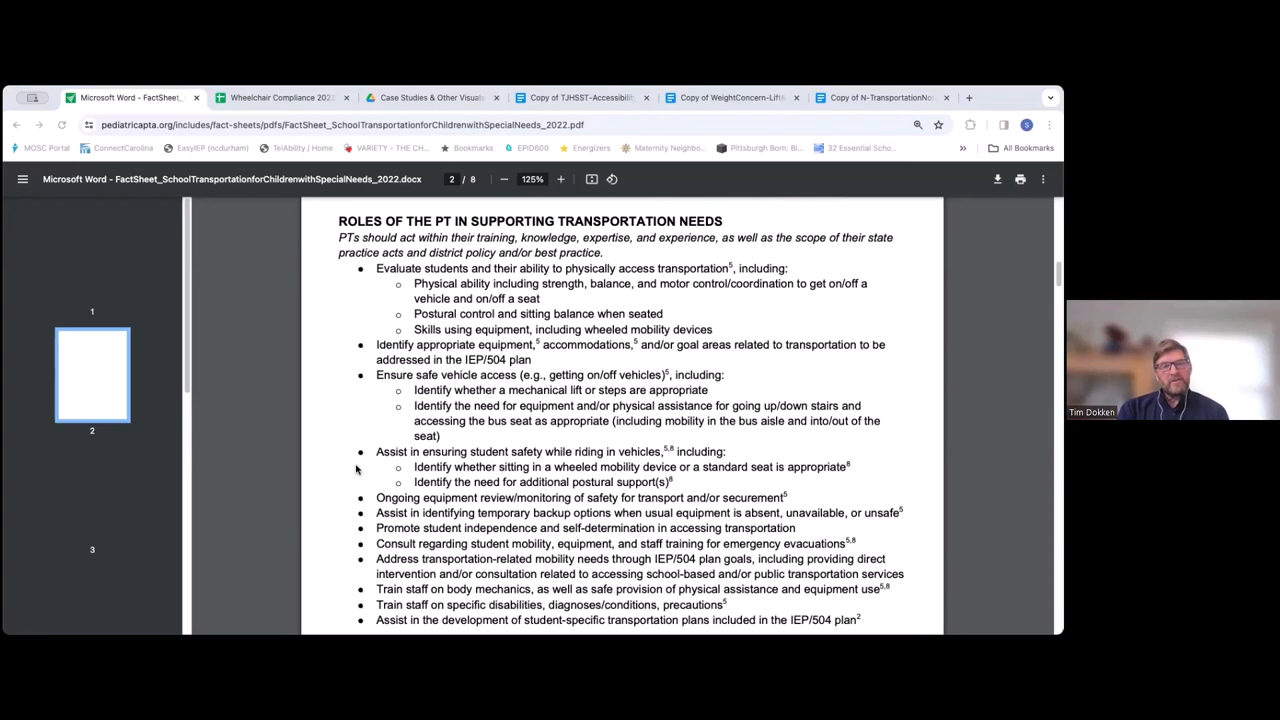 Microsoft Word - FactSheet_
Wheelchair Compliance 202
Case Studies & Other Visual
Copy of TJHSST-Accessibilit
Copy of WeightConcern-Lift&
Copy of N-TransportationNo
pediatricapta.org/includes/fact-sheets/pdfs/FactSheet_SchoolTransportationforChildrenwithSpecialNeeds_2022.pdf
S
MOSC Portal
ConnectCarolina
EasyIEP (ncdurham)
TelAbility / Home
VARIETY - THE CH...
Bookmarks
EPID600
Energizers
Maternity Neighbo...
Pittsburgh Born: Bl...
32 Essential Scho...
All Bookmarks
Microsoft Word - FactSheet_SchoolTransportationforChildrenwithSpecialNeeds_2022.docx
2 / 8
125%
1
2
3
ROLES OF THE PT IN SUPPORTING TRANSPORTATION NEEDS
PTs should act within their training, knowledge, expertise, and experience, as well as the scope of their state
practice acts and district policy and/or best practice.
• Evaluate students and their ability to physically access transportation⁵, including:
o Physical ability including strength, balance, and motor control/coordination to get on/off a
vehicle and on/off a seat
o Postural control and sitting balance when seated
o Skills using equipment, including wheeled mobility devices
• Identify appropriate equipment,⁵ accommodations,⁵ and/or goal areas related to transportation to be
addressed in the IEP/504 plan
• Ensure safe vehicle access (e.g., getting on/off vehicles)⁵, including:
o Identify whether a mechanical lift or steps are appropriate
o Identify the need for equipment and/or physical assistance for going up/down stairs and
accessing the bus seat as appropriate (including mobility in the bus aisle and into/out of the
seat)
• Assist in ensuring student safety while riding in vehicles,⁵,⁸ including:
o Identify whether sitting in a wheeled mobility device or a standard seat is appropriate⁸
o Identify the need for additional postural support(s)⁸
• Ongoing equipment review/monitoring of safety for transport and/or securement⁵
• Assist in identifying temporary backup options when usual equipment is absent, unavailable, or unsafe⁵
• Promote student independence and self-determination in accessing transportation
• Consult regarding student mobility, equipment, and staff training for emergency evacuations⁵,⁸
• Address transportation-related mobility needs through IEP/504 plan goals, including providing direct
intervention and/or consultation related to accessing school-based and/or public transportation services
• Train staff on body mechanics, as well as safe provision of physical assistance and equipment use⁵,⁸
• Train staff on specific disabilities, diagnoses/conditions, precautions⁵
• Assist in the development of student-specific transportation plans included in the IEP/504 plan²
Tim Dokken